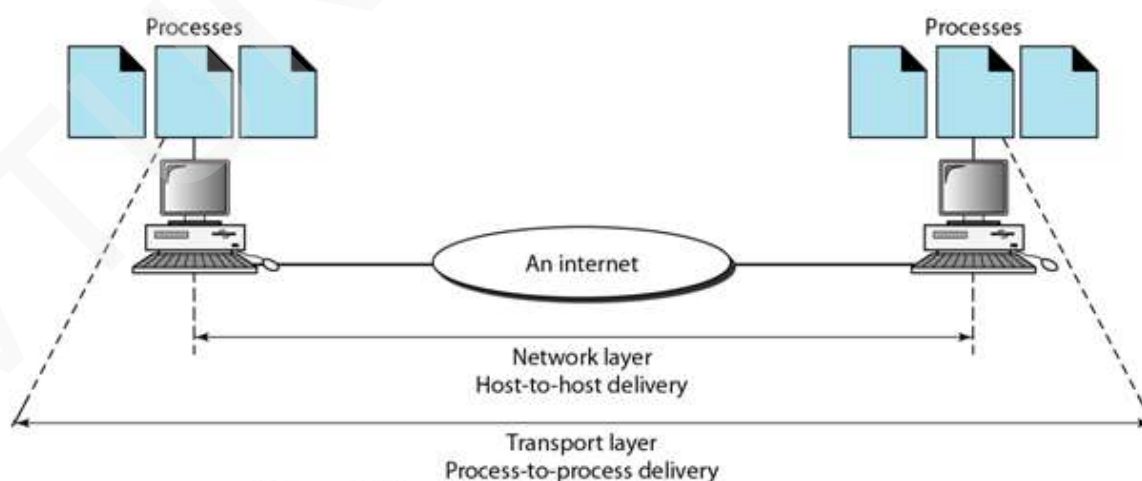 Processes
Processes
An internet
Network layer
Host-to-host delivery
Transport layer
Process-to-process delivery